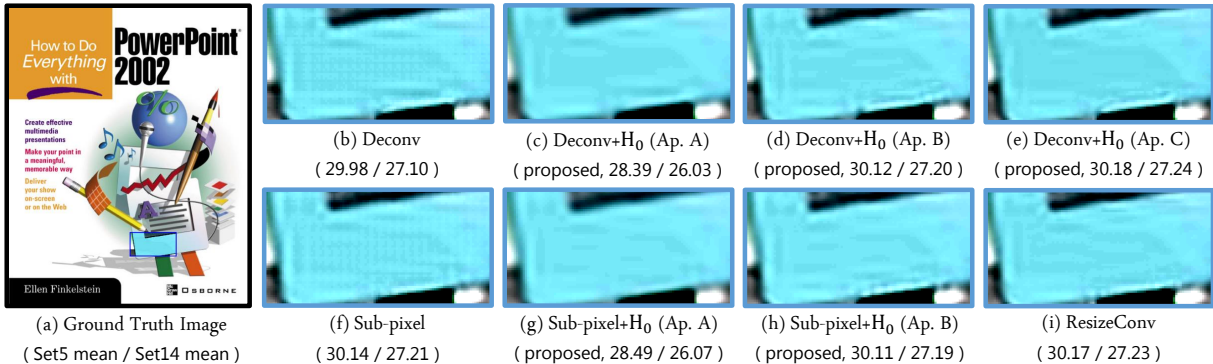 How to Do
Everything
with
PowerPoint®
2002
Create effective
multimedia
presentations
Make your point in
a meaningful,
memorable way
Deliver
your show
on-screen
or on the Web
%
A
Ellen Finkelstein
OSBORNE
(a) Ground Truth Image
( Set5 mean / Set14 mean )
(b) Deconv
( 29.98 / 27.10 )
(c) Deconv+H₀ (Ap. A)
( proposed, 28.39 / 26.03 )
(d) Deconv+H₀ (Ap. B)
( proposed, 30.12 / 27.20 )
(e) Deconv+H₀ (Ap. C)
( proposed, 30.18 / 27.24 )
(f) Sub-pixel
( 30.14 / 27.21 )
(g) Sub-pixel+H₀ (Ap. A)
( proposed, 28.49 / 26.07 )
(h) Sub-pixel+H₀ (Ap. B)
( proposed, 30.11 / 27.19 )
(i) ResizeConv
( 30.17 / 27.23 )